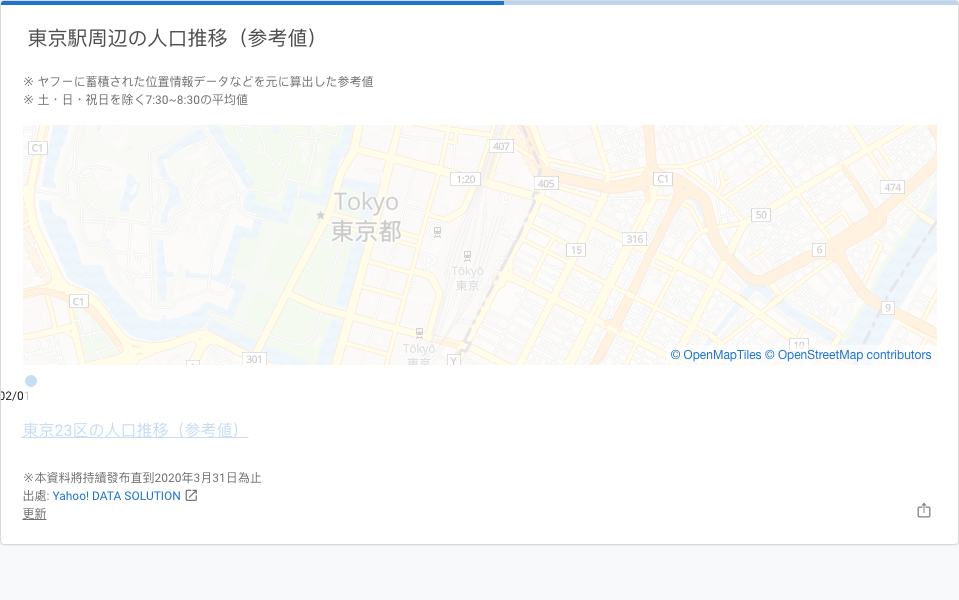 東京駅周辺の人口推移（参考値）
※ ヤフーに蓄積された位置情報データなどを元に算出した参考値
※ 土・日・祝日を除く7:30~8:30の平均値
C1
407
1;20
405
C1
474
Tokyo
東京都
50
316
15
6
Tōkyō
東京
C1
9
10
Tōkyō
東京
301
Y
© OpenMapTiles © OpenStreetMap contributors
02/01
東京23区の人口推移（参考値）
※本資料將持續發布直到2020年3月31日為止
出處: Yahoo! DATA SOLUTION
更新